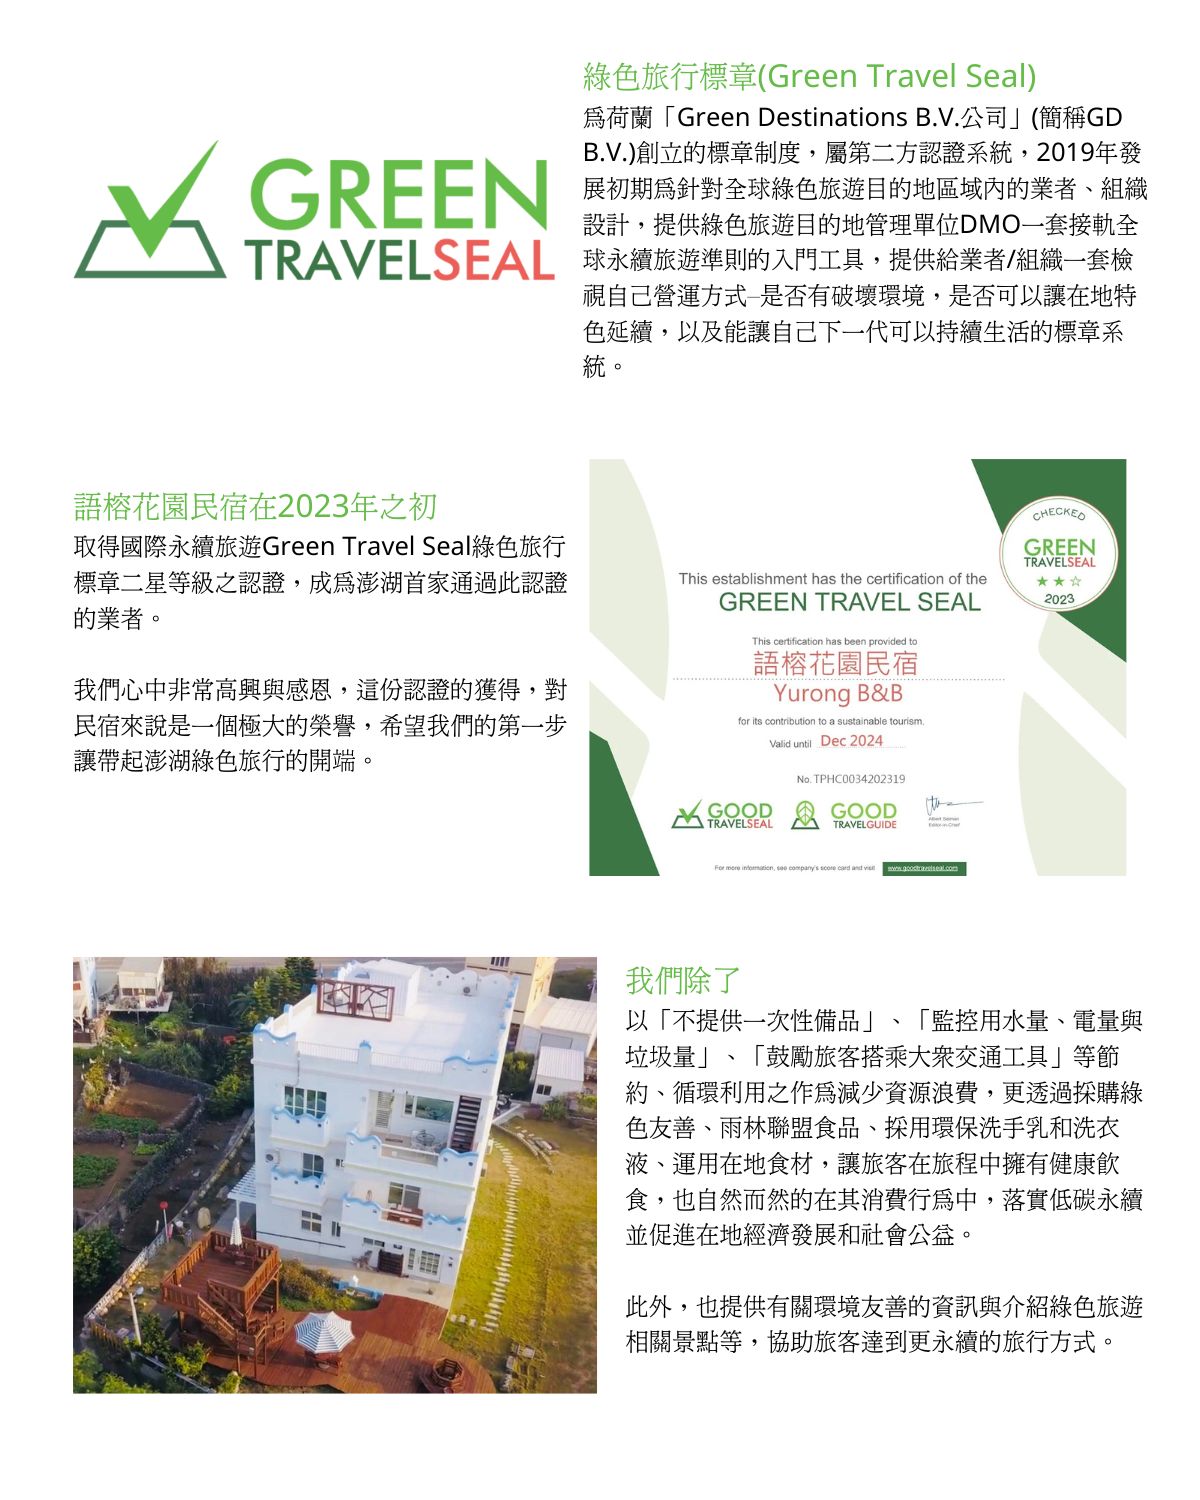 GREEN
TRAVELSEAL
綠色旅行標章(Green Travel Seal)
為荷蘭「Green Destinations B.V.公司」(簡稱GD
B.V.)創立的標章制度，屬第二方認證系統，2019年發
展初期為針對全球綠色旅遊目的地區域內的業者、組織
設計，提供綠色旅遊目的地管理單位DMO一套接軌全
球永續旅遊準則的入門工具，提供給業者/組織一套檢
視自己營運方式–是否有破壞環境，是否可以讓在地特
色延續，以及能讓自己下一代可以持續生活的標章系
統。
語榕花園民宿在2023年之初
取得國際永續旅遊Green Travel Seal綠色旅行
標章二星等級之認證，成為澎湖首家通過此認證
的業者。
我們心中非常高興與感恩，這份認證的獲得，對
民宿來說是一個極大的榮譽，希望我們的第一步
讓帶起澎湖綠色旅行的開端。
CHECKED
GREEN
TRAVELSEAL
★ ★ ☆
2023
This establishment has the certification of the
GREEN TRAVEL SEAL
This certification has been provided to
語榕花園民宿
Yurong B&B
for its contribution to a sustainable tourism.
Valid until Dec 2024
No. TPHC0034202319
GOOD
TRAVELSEAL
GOOD
TRAVELGUIDE
Albert Salman
Editor-in-Chief
For more information, see company's score card and visit www.goodtravelseal.com
我們除了
以「不提供一次性備品」、「監控用水量、電量與
垃圾量」、「鼓勵旅客搭乘大眾交通工具」等節
約、循環利用之作為減少資源浪費，更透過採購綠
色友善、雨林聯盟食品、採用環保洗手乳和洗衣
液、運用在地食材，讓旅客在旅程中擁有健康飲
食，也自然而然的在其消費行為中，落實低碳永續
並促進在地經濟發展和社會公益。
此外，也提供有關環境友善的資訊與介紹綠色旅遊
相關景點等，協助旅客達到更永續的旅行方式。